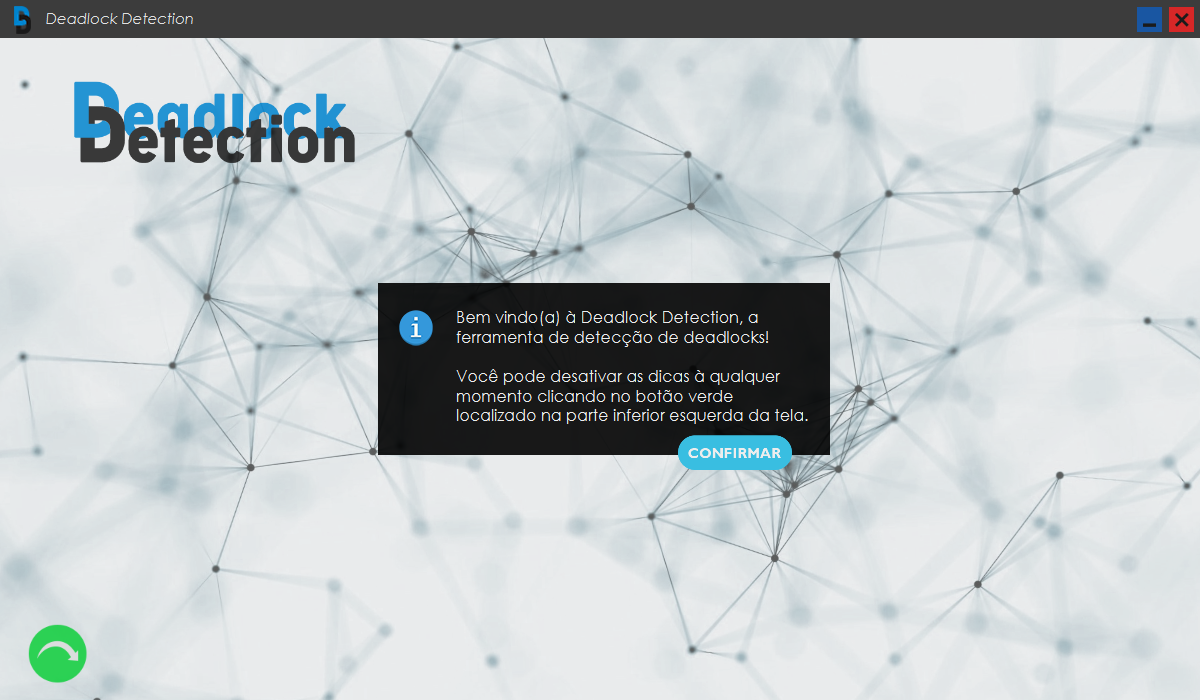 Deadlock Detection
Deadlock
Detection
Bem vindo(a) à Deadlock Detection, a
ferramenta de detecção de deadlocks!
Você pode desativar as dicas à qualquer
momento clicando no botão verde
localizado na parte inferior esquerda da tela.
CONFIRMAR